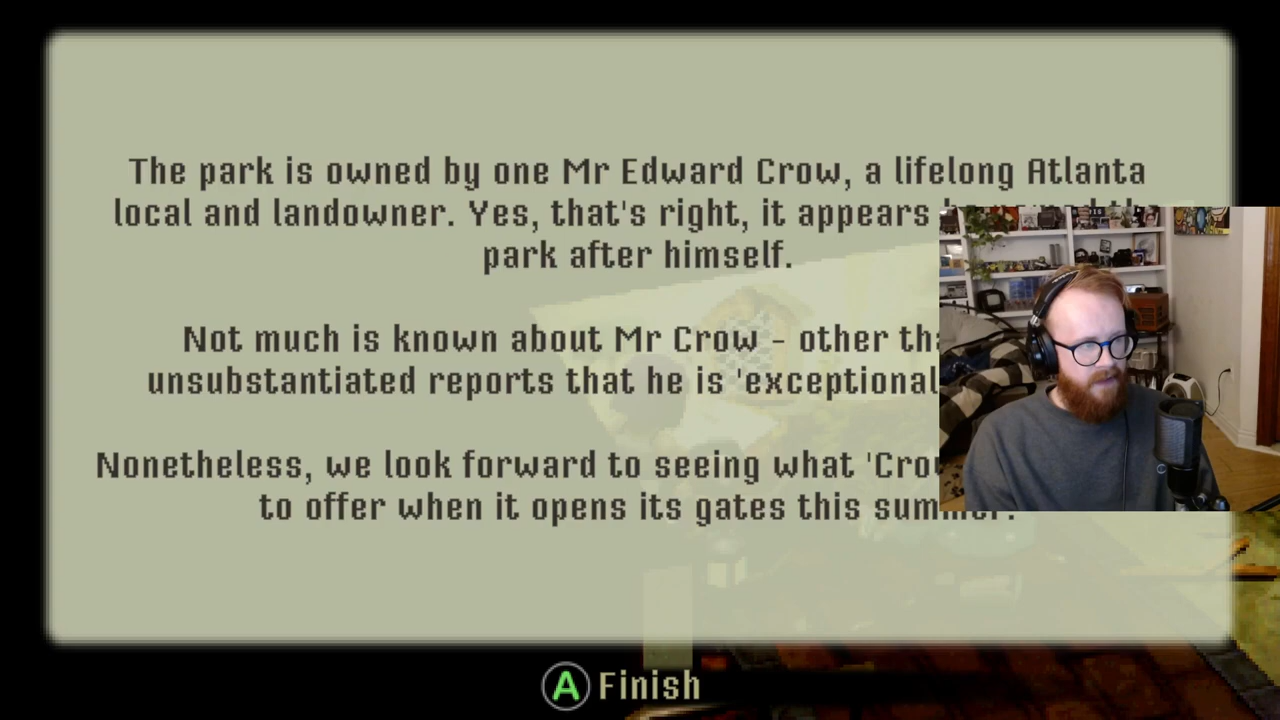 The park is owned by one Mr Edward Crow, a lifelong Atlanta
local and landowner. Yes, that's right, it appears
park after himself.
Not much is known about Mr Crow - other
unsubstantiated reports that he is 'exceptional
Nonetheless, we look forward to seeing what
to offer when it opens its gates this summer.
A Finish